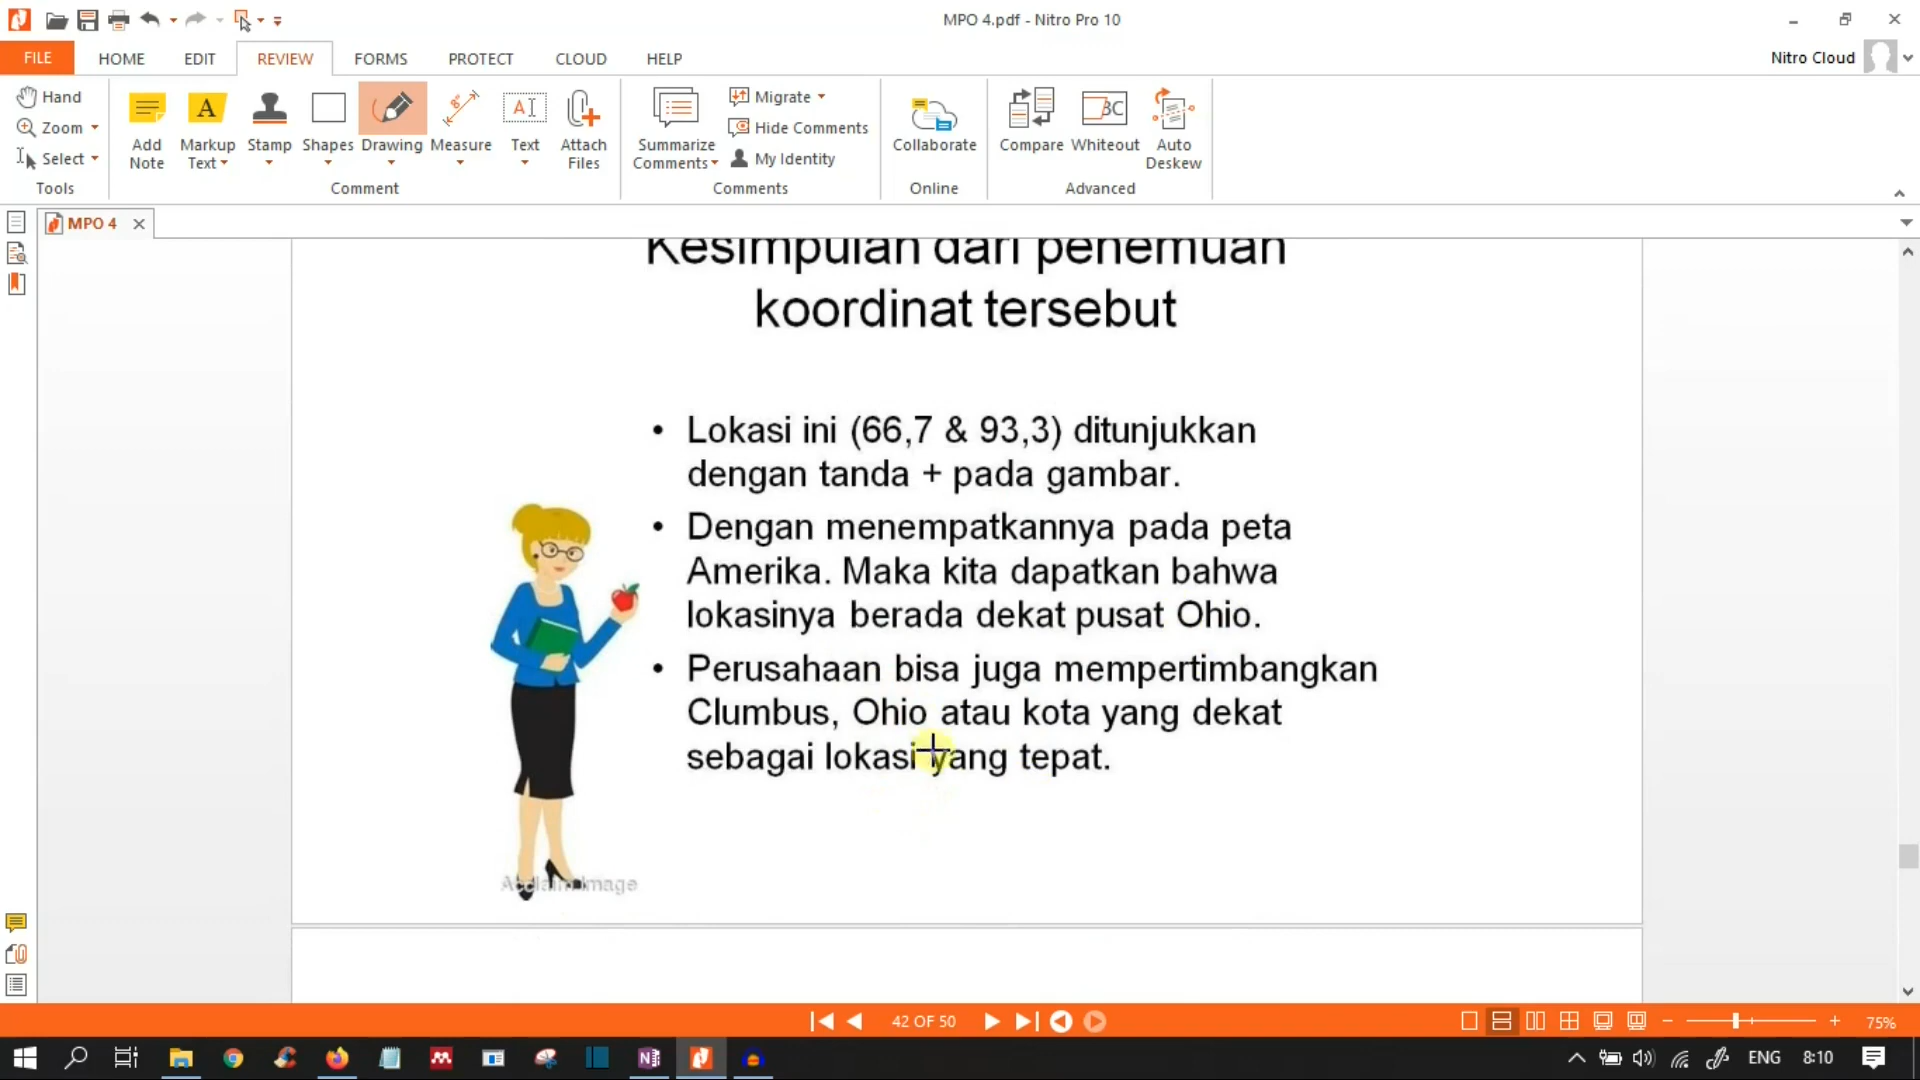 MPO 4.pdf - Nitro Pro 10
FILE
HOME
EDIT
REVIEW
FORMS
PROTECT
CLOUD
HELP
Nitro Cloud
Hand
Zoom
Select
Tools
Add
Note
Markup
Text
Stamp
Shapes
Drawing
Measure
Text
Attach
Files
Comment
Summarize
Comments
Migrate
Hide Comments
My Identity
Comments
Collaborate
Online
Compare
Whiteout
Auto
Deskew
Advanced
MPO 4
Kesimpulan dari penemuan
koordinat tersebut
• Lokasi ini (66,7 & 93,3) ditunjukkan
dengan tanda + pada gambar.
• Dengan menempatkannya pada peta
Amerika. Maka kita dapatkan bahwa
lokasinya berada dekat pusat Ohio.
• Perusahaan bisa juga mempertimbangkan
Clumbus, Ohio atau kota yang dekat
sebagai lokasi yang tepat.
Acclaim Image
42 OF 50
75%
ENG
8:10